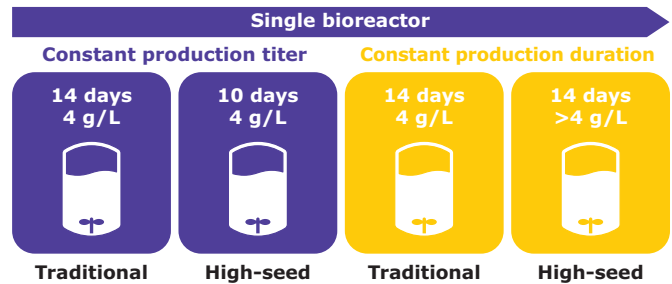 Single bioreactor
Constant production titer
Constant production duration
14 days
4 g/L
10 days
4 g/L
14 days
4 g/L
14 days
>4 g/L
Traditional
High-seed
Traditional
High-seed